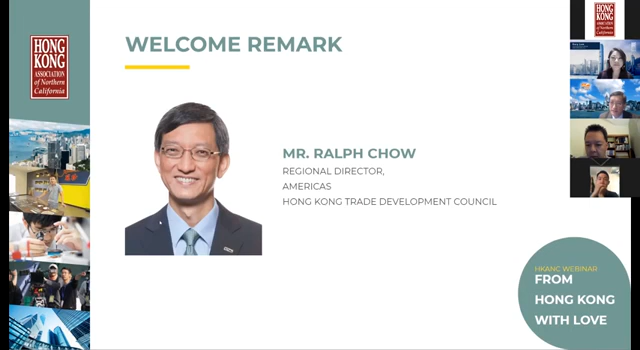 HONG
KONG
ASSOCIATION
of Northern
California
WELCOME REMARK
MR. RALPH CHOW
REGIONAL DIRECTOR,
AMERICAS
HONG KONG TRADE DEVELOPMENT COUNCIL
HONG
KONG
HKANC WEBINAR
FROM
HONG KONG
WITH LOVE